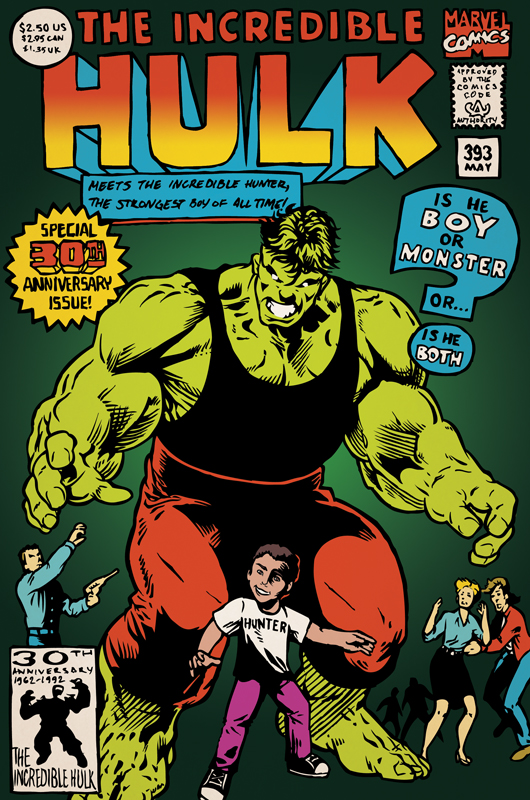 $2.50 US
$2.95 CAN
£1.35 UK
THE INCREDIBLE
HULK
MARVEL
COMICS
APPROVED
BY THE
COMICS
CODE
CA
AUTHORITY
393
MAY
MEETS THE INCREDIBLE HUNTER,
THE STRONGEST BOY OF ALL TIME!
SPECIAL
30TH
ANNIVERSARY
ISSUE!
IS HE
BOY
OR
MONSTER
OR...
IS HE
BOTH
HUNTER
30TH
ANNIVERSARY
1962-1992
THE
INCREDIBLE HULK